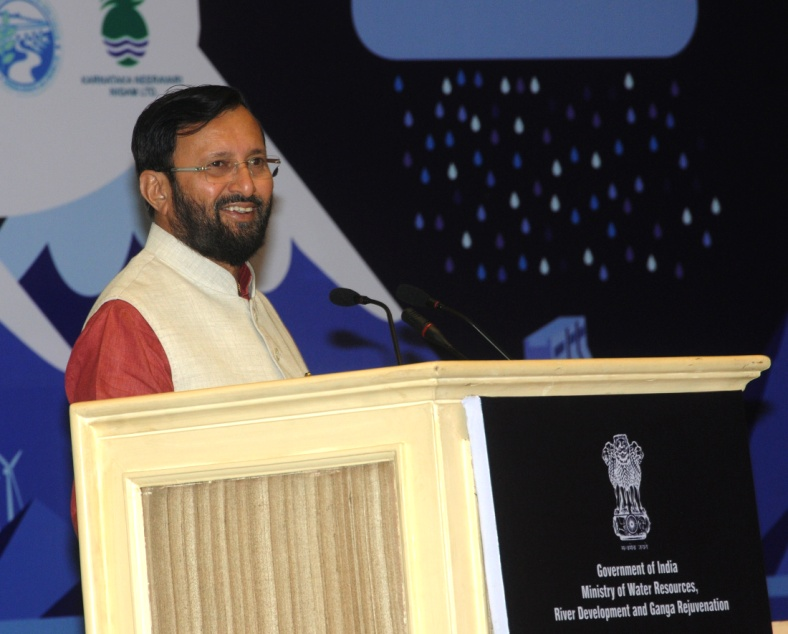 KARNATAKA NEERAVARI
NIGAM LTD.
Government of India
Ministry of Water Resources,
River Development and Ganga Rejuvenation